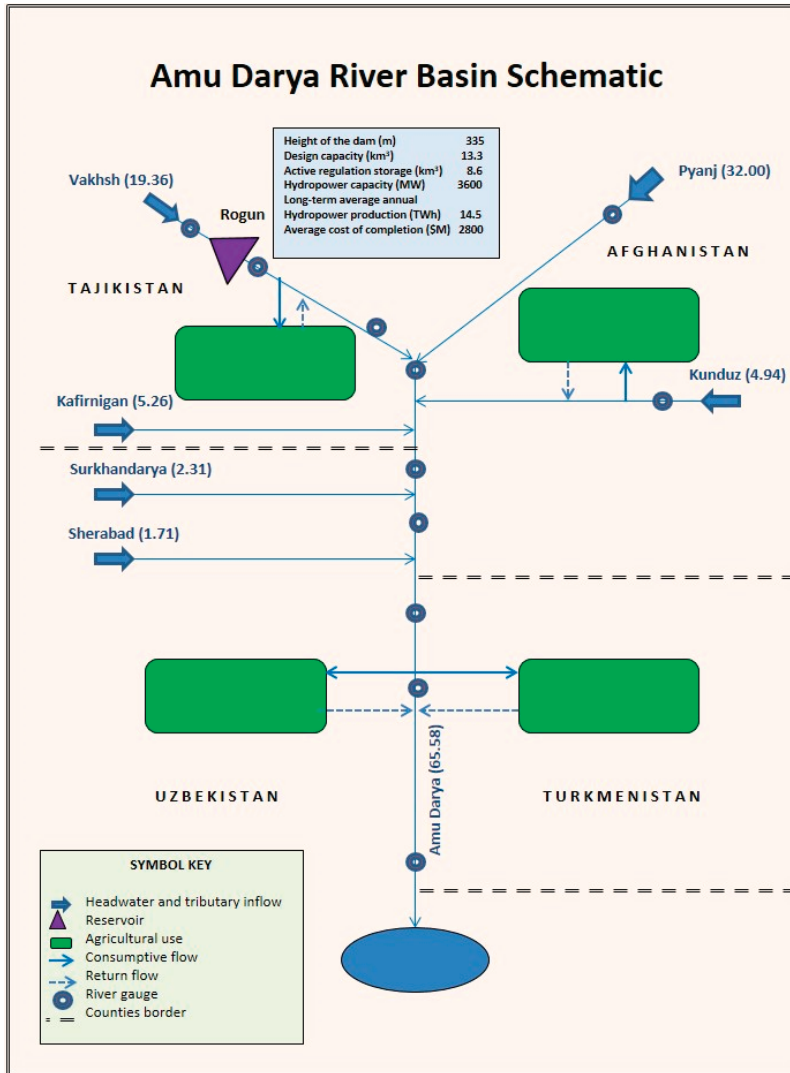 Amu Darya River Basin Schematic
Height of the dam (m) 335
Design capacity (km³) 13.3
Active regulation storage (km³) 8.6
Hydropower capacity (MW) 3600
Long-term average annual
Hydropower production (TWh) 14.5
Average cost of completion ($M) 2800
Vakhsh (19.36)
Pyanj (32.00)
Rogun
AFGHANISTAN
TAJIKISTAN
Kunduz (4.94)
Kafirnigan (5.26)
Surkhandarya (2.31)
Sherabad (1.71)
Amu Darya (65.58)
UZBEKISTAN
TURKMENISTAN
SYMBOL KEY
Headwater and tributary inflow
Reservoir
Agricultural use
Consumptive flow
Return flow
River gauge
Counties border